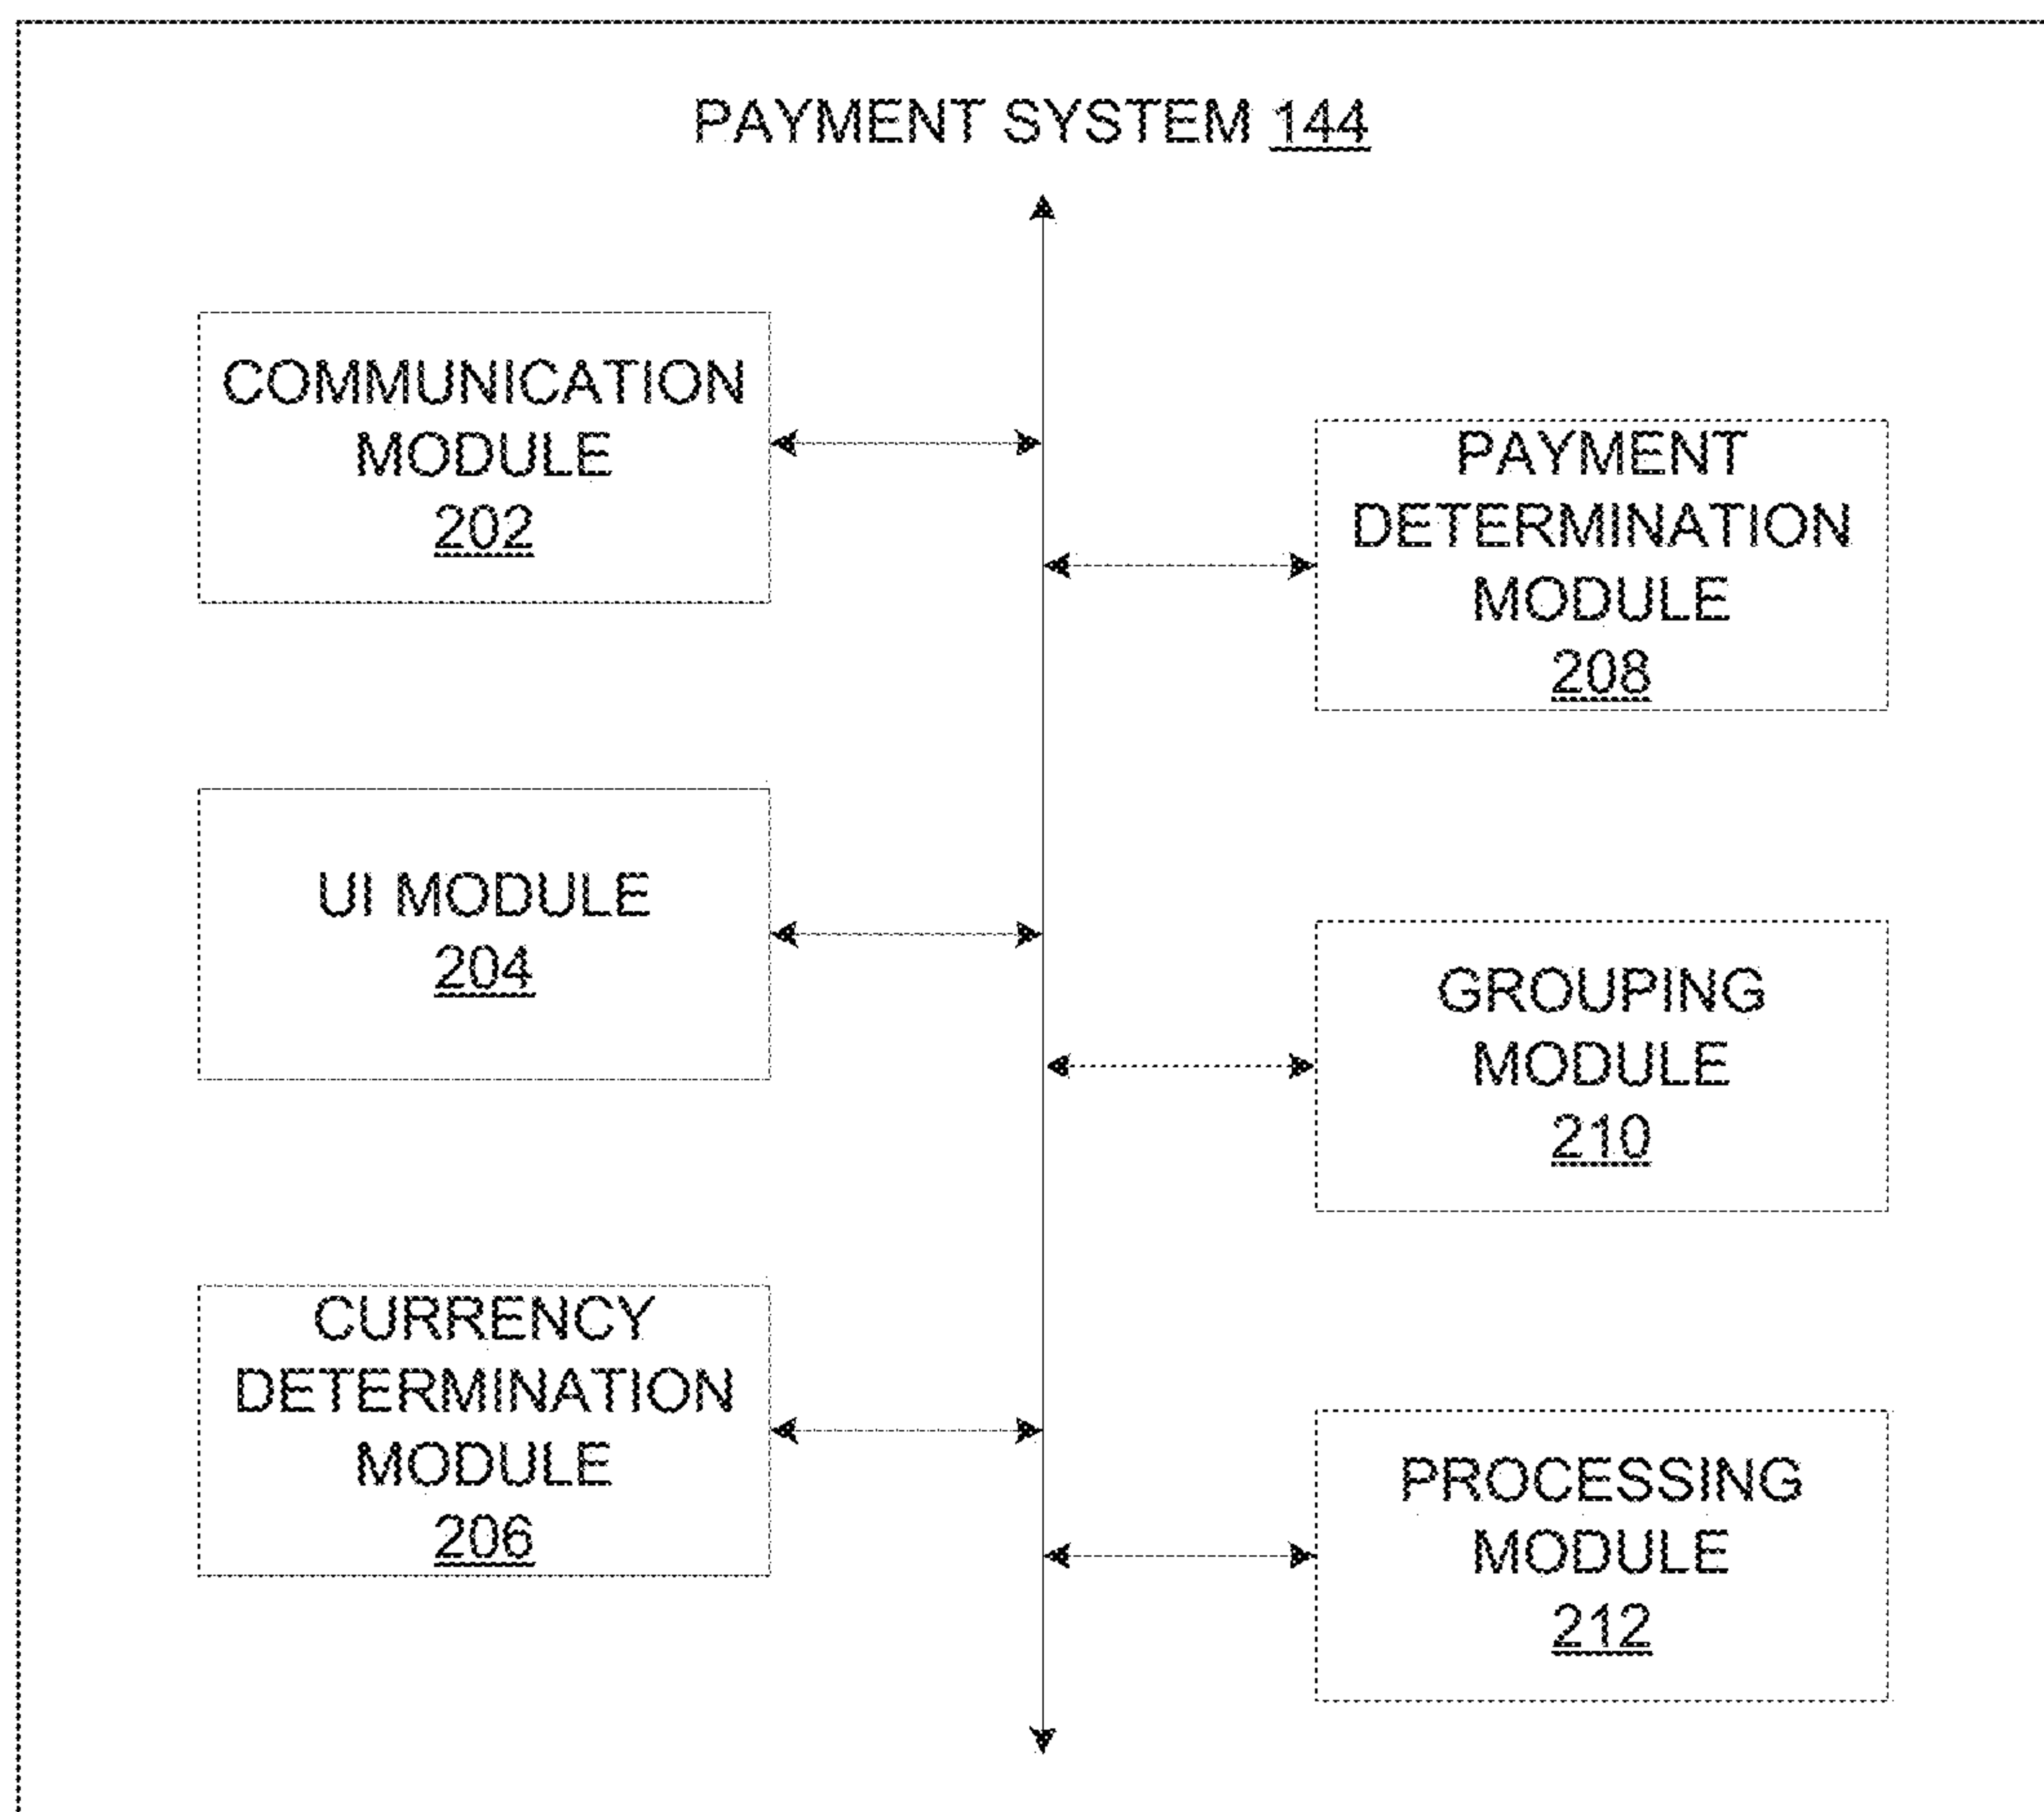 PAYMENT SYSTEM 144
COMMUNICATION
MODULE
202
PAYMENT
DETERMINATION
MODULE
208
UI MODULE
204
GROUPING
MODULE
210
CURRENCY
DETERMINATION
MODULE
206
PROCESSING
MODULE
212